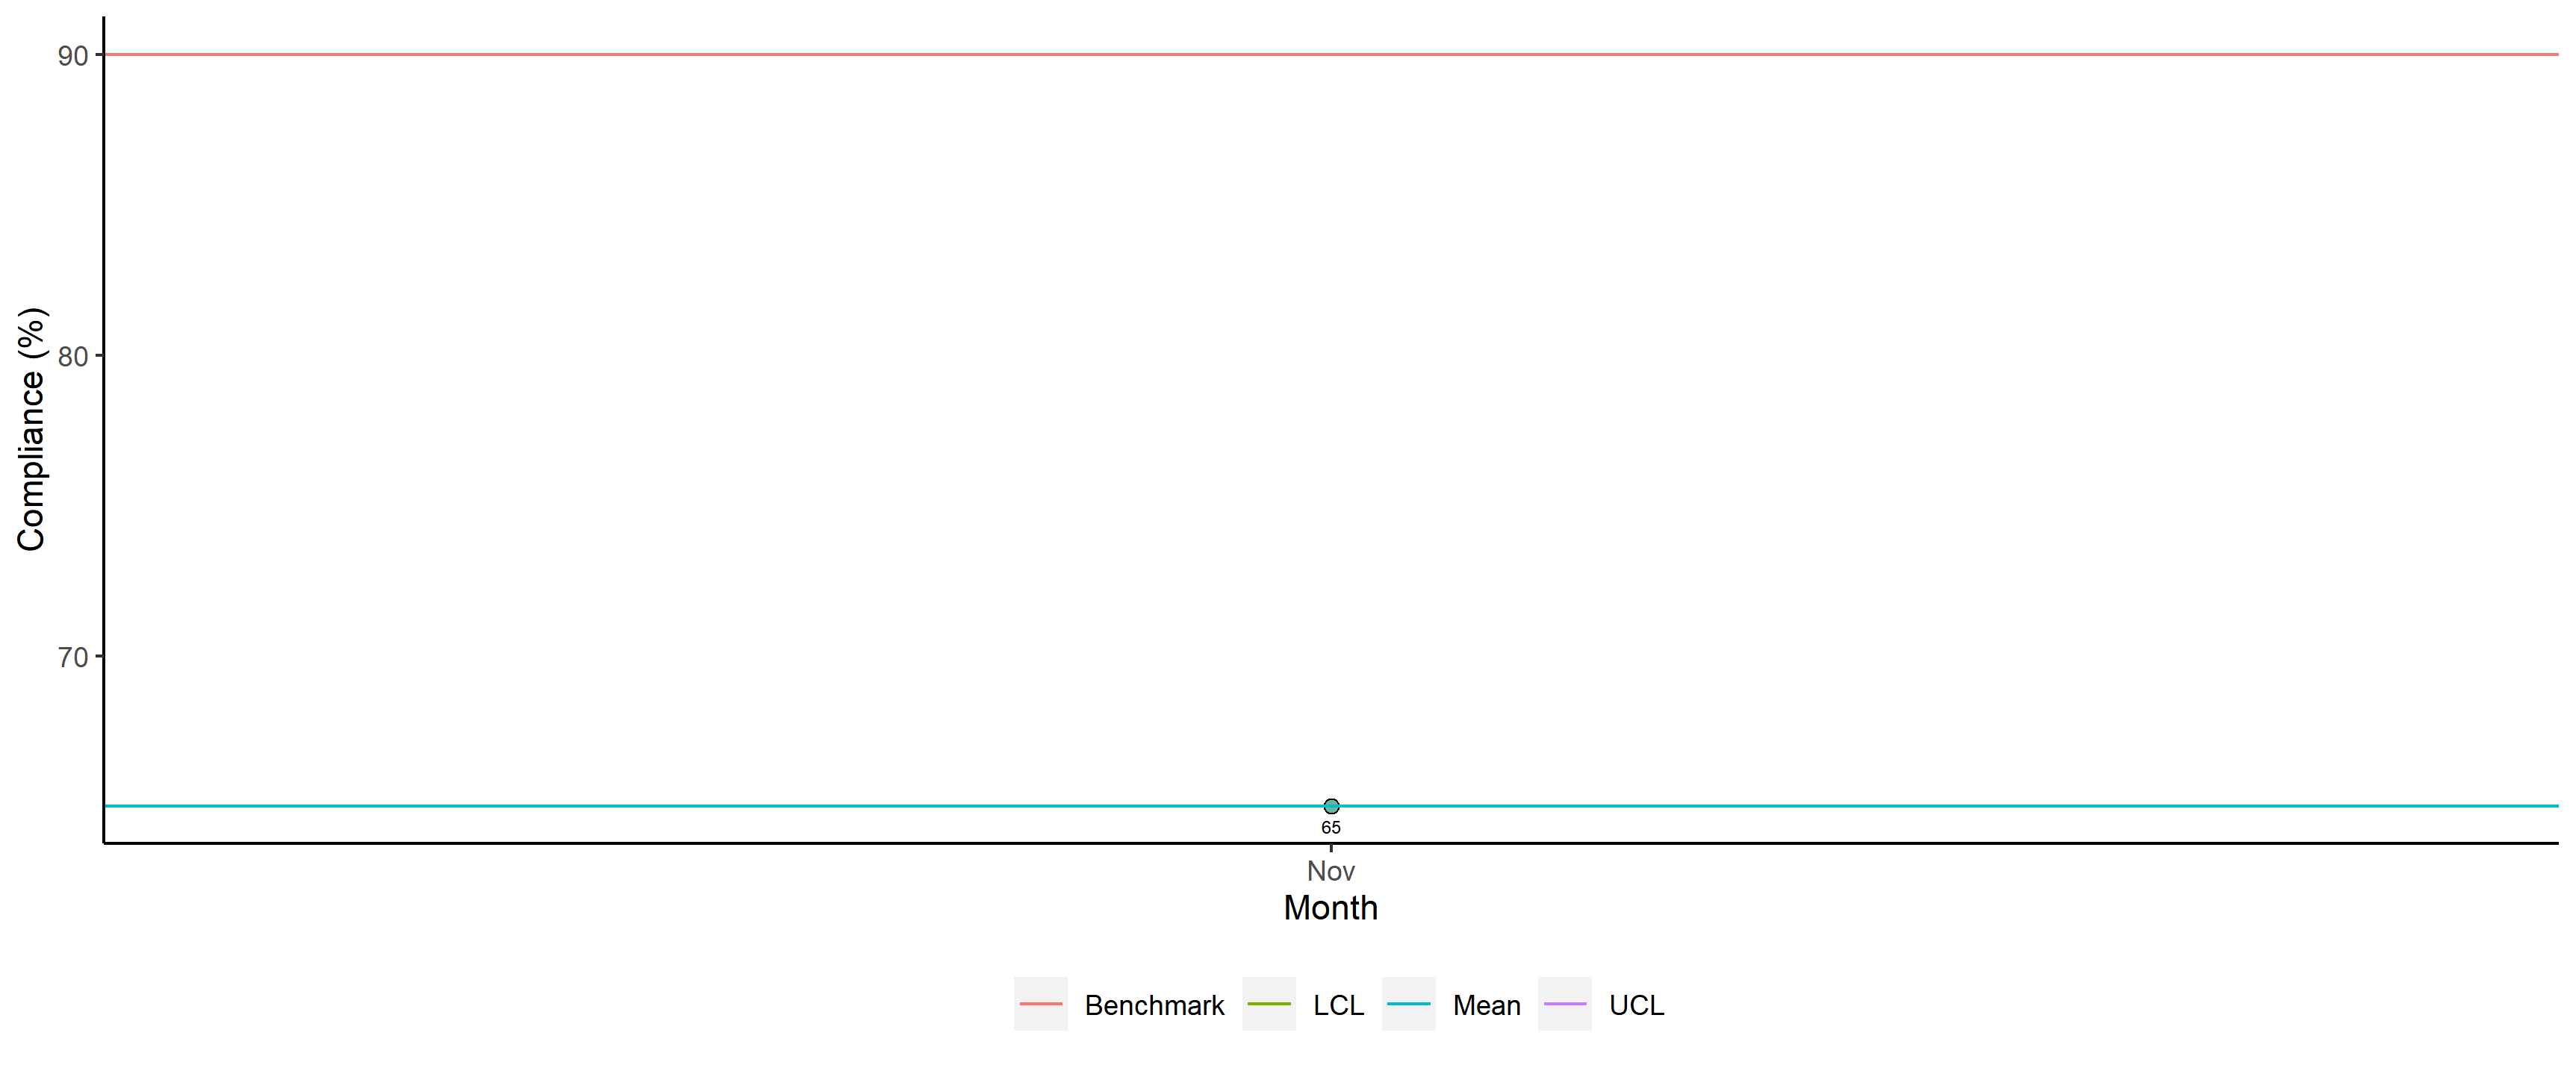 90
80
70
Compliance (%)
65
Nov
Month
Benchmark LCL Mean UCL